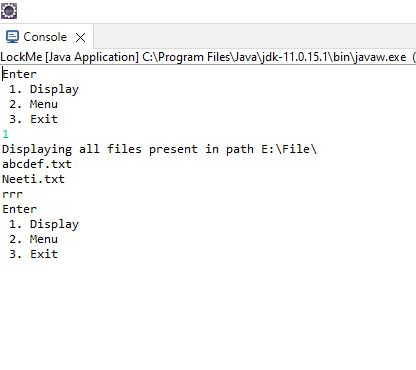 Console
LockMe [Java Application] C:\Program Files\Java\jdk-11.0.15.1\bin\javaw.exe (
Enter
1. Display
2. Menu
3. Exit
1
Displaying all files present in path E:\File\
abcdef.txt
Neeti.txt
rrr
Enter
1. Display
2. Menu
3. Exit